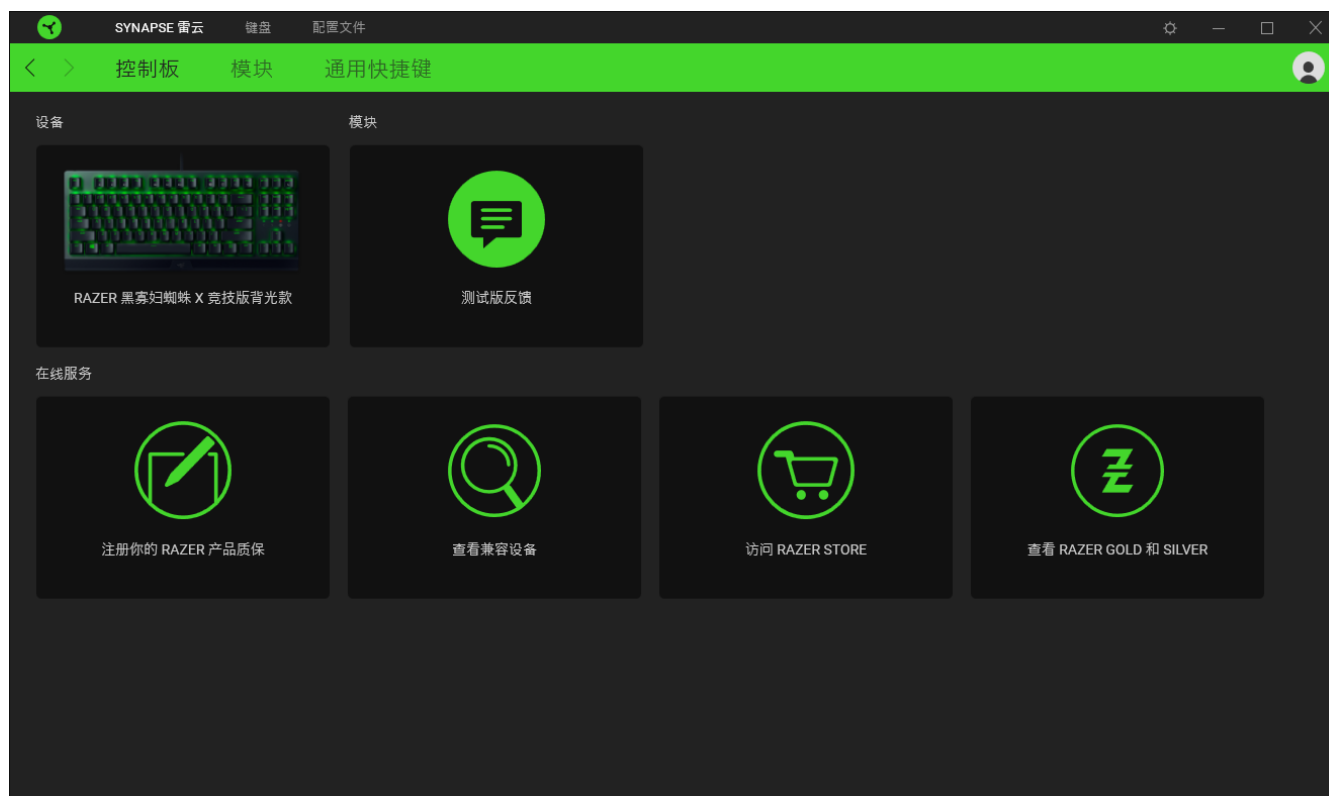 SYNAPSE 雷云 键盘 配置文件
控制板 模块 通用快捷键
设备 模块
RAZER 黑寡妇蜘蛛 X 竞技版背光款 测试版反馈
在线服务
注册你的 RAZER 产品质保 查看兼容设备 访问 RAZER STORE 查看 RAZER GOLD 和 SILVER